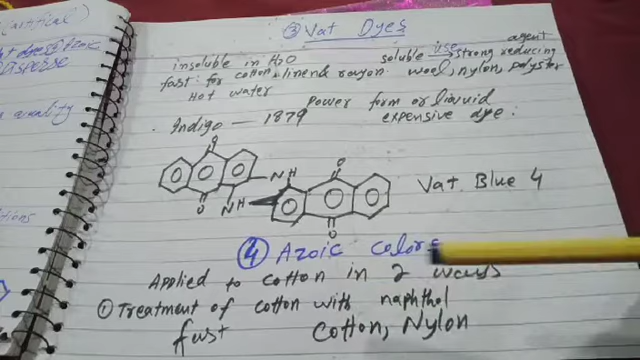 (artifical)
③ Vat Dyes
agent
insoluble in H₂O soluble use strong reducing
fast: for cotton, linen & rayon wool, nylon, polystor
Hot water
power form or liquid
Indigo — 1879 expensive dye:
O
O
N H
O
NH
O
Vat Blue 4
④ Azoic colors
Applied to cotton in 2 ways
① Treatment of cotton with naphthol
fast Cotton, Nylon